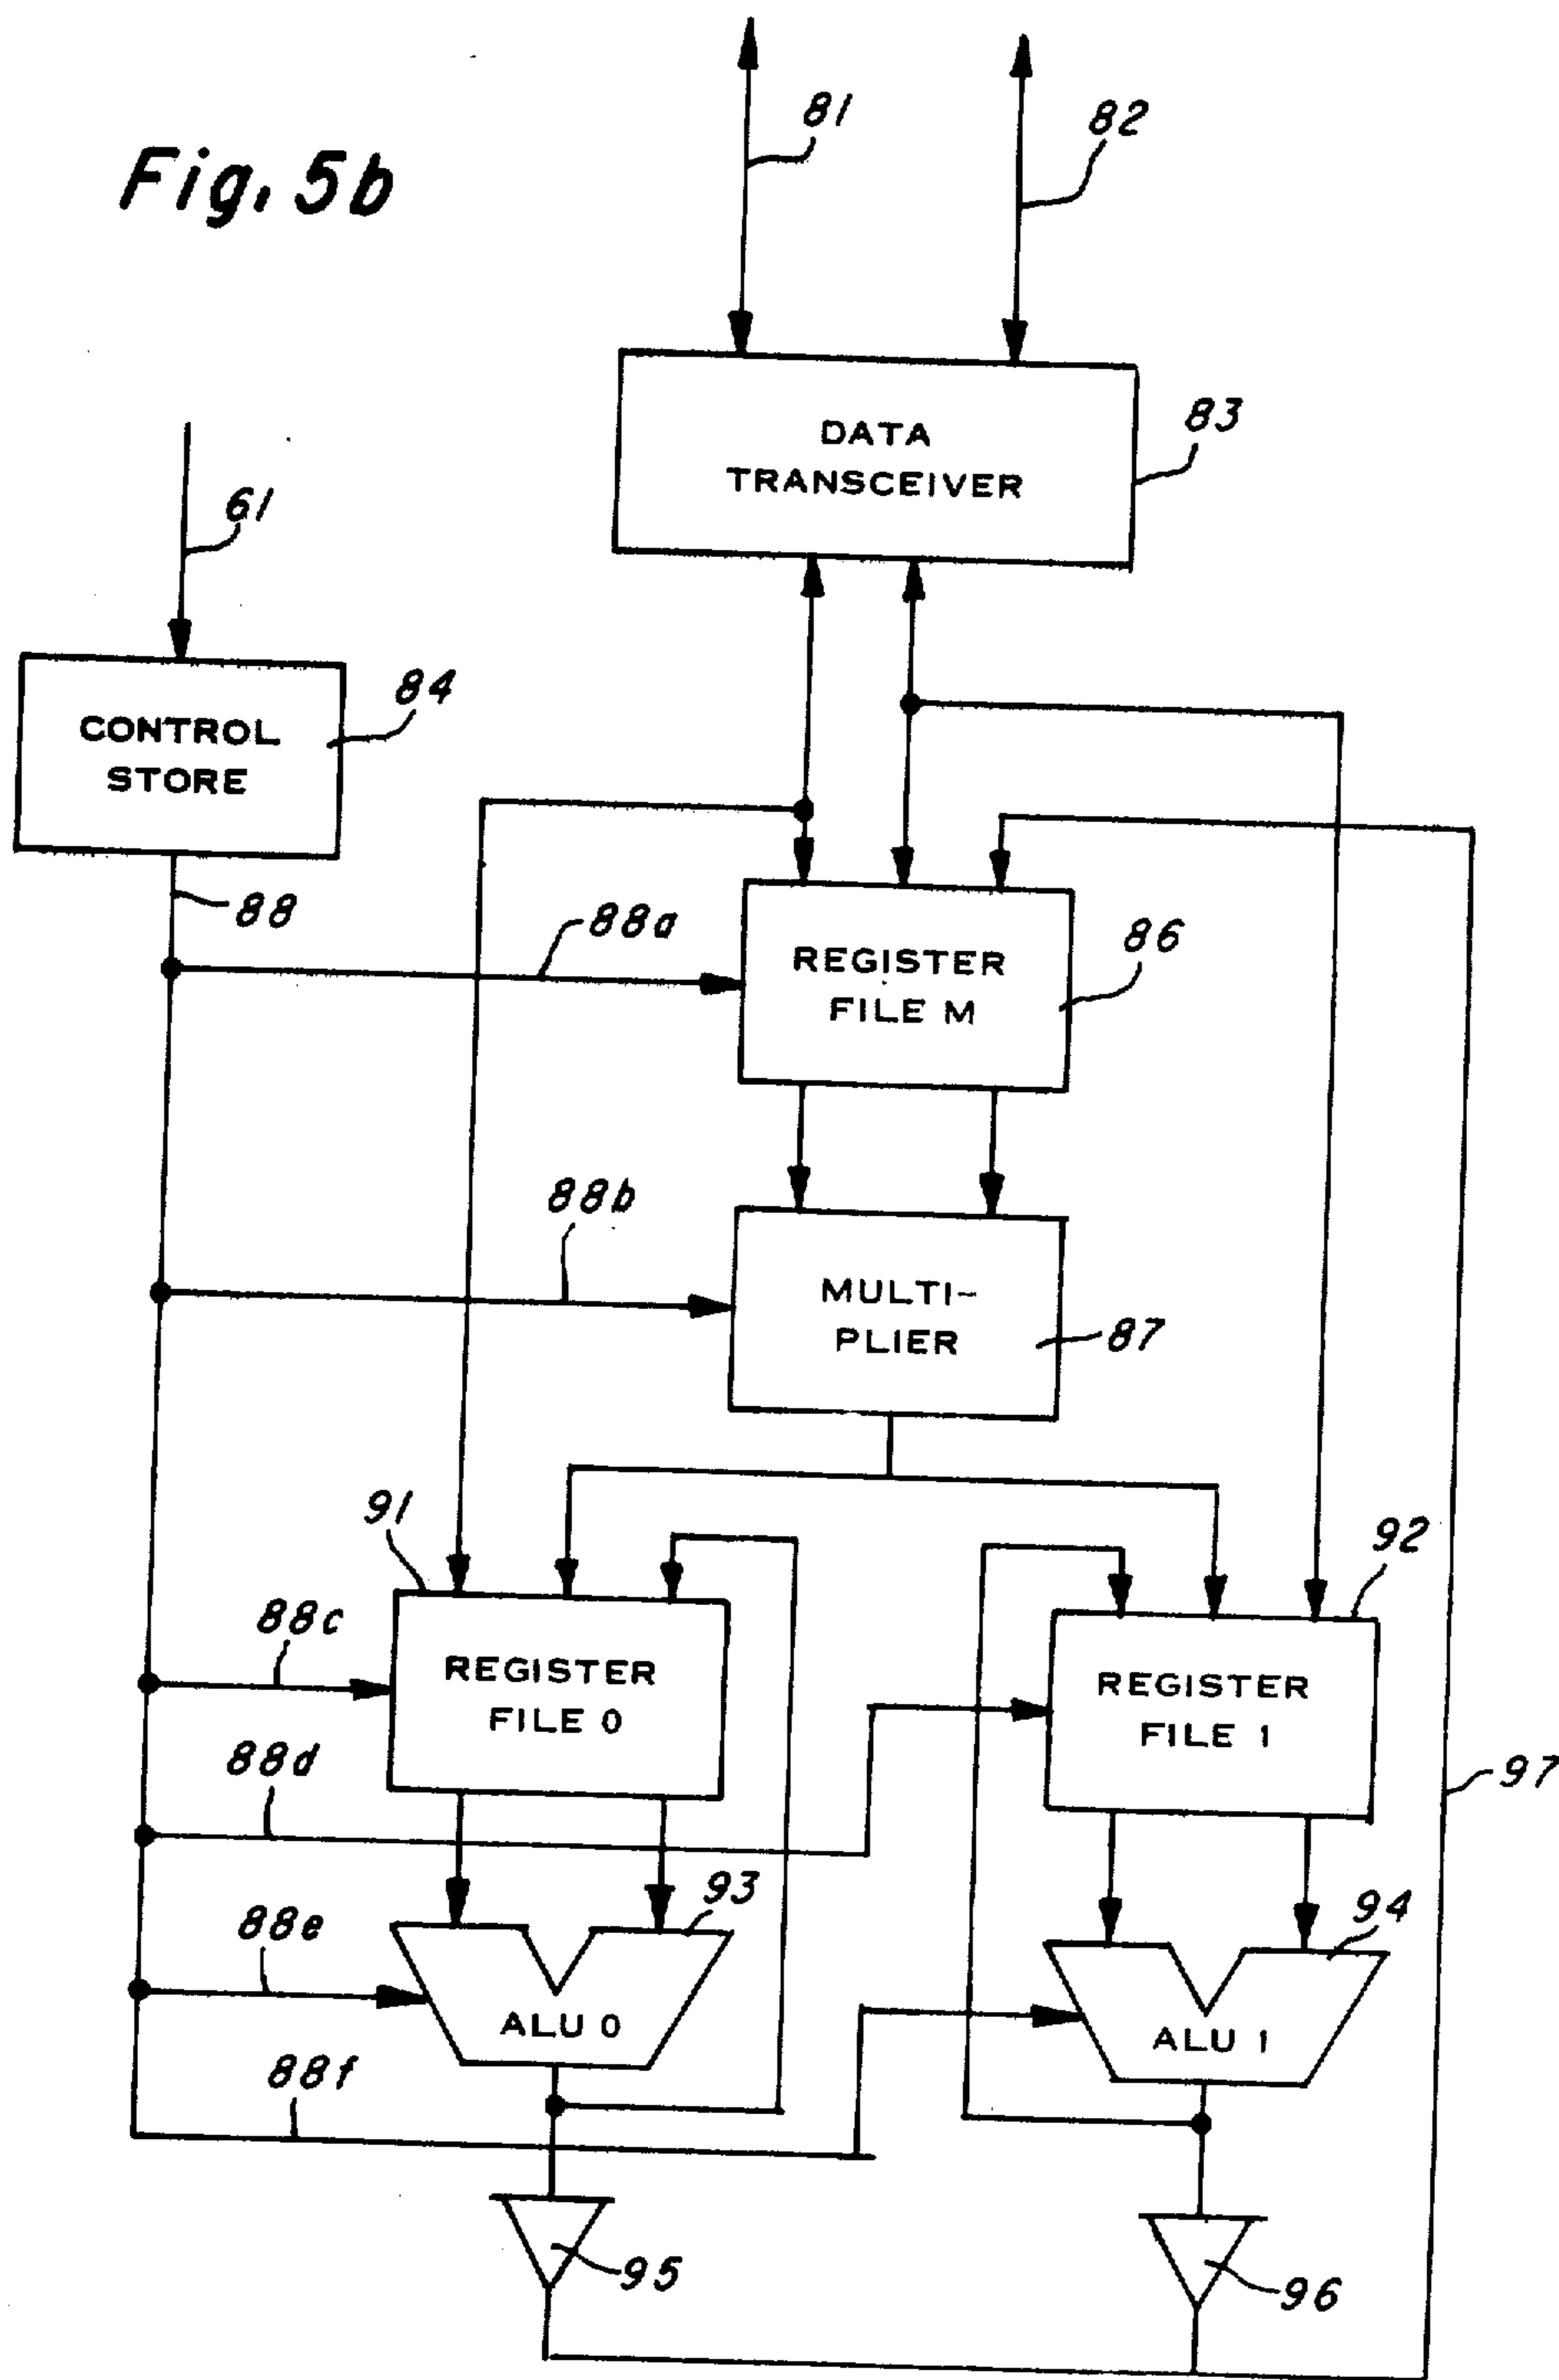 Fig. 5b
81
82
DATA
TRANSCEIVER
83
61
CONTROL
STORE
84
88
88a
REGISTER
FILE M
86
88b
MULTI-
PLIER
87
91
92
88c
REGISTER
FILE 0
REGISTER
FILE 1
88d
97
93
94
88e
ALU 0
ALU 1
88f
95
96